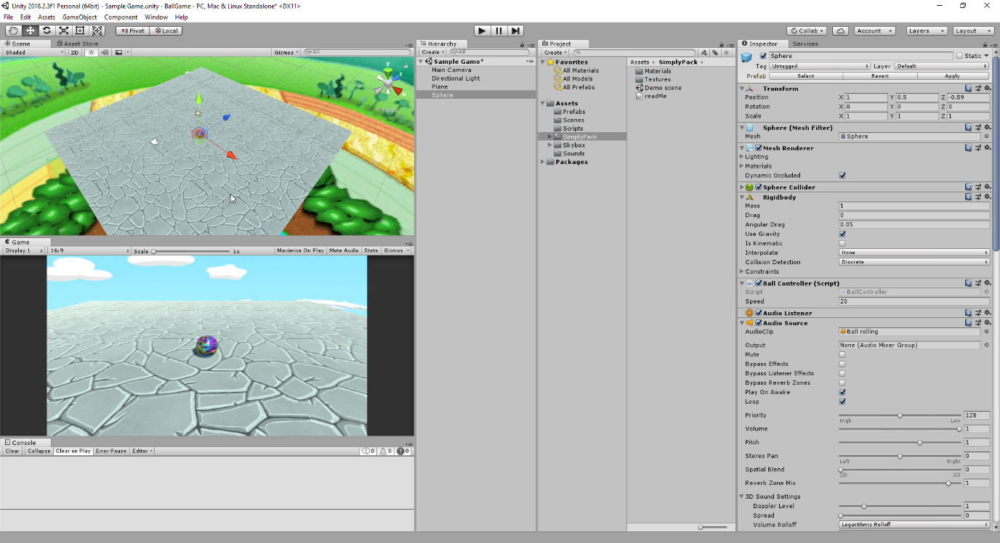 Unity 2018.2.3f1 Personal (64bit) - Sample Game.unity - BallGame - PC, Mac & Linux Standalone* <DX11>
File Edit Assets GameObject Component Window Help
Pivot Local
Collab Account Layers Layout
Scene Asset Store
Shaded 2D Gizmos All
y
z
x
Persp
Game
Display 1 16:9 Scale 1x Maximize On Play Mute Audio Stats Gizmos
Console
Clear Collapse Clear on Play Error Pause Editor 0 0 0
Hierarchy
Create All
Sample Game*
Main Camera
Directional Light
Plane
Sphere
Project
Create
Favorites
All Materials
All Models
All Prefabs
Assets
Prefabs
Scenes
Scripts
SimplyPack
Skybox
Sounds
Packages
Assets SimplyPack
Materials
Textures
Demo scene
readMe
Inspector Services
Sphere Static
Tag Untagged Layer Default
Prefab Select Revert Apply
Transform
Position X 1 Y 0.5 Z -0.59
Rotation X 0 Y 0 Z 0
Scale X 1 Y 1 Z 1
Sphere (Mesh Filter)
Mesh Sphere
Mesh Renderer
Lighting
Materials
Dynamic Occluded
Sphere Collider
Rigidbody
Mass 1
Drag 0
Angular Drag 0.05
Use Gravity
Is Kinematic
Interpolate None
Collision Detection Discrete
Constraints
Ball Controller (Script)
Script BallController
Speed 20
Audio Listener
Audio Source
AudioClip Ball rolling
Output None (Audio Mixer Group)
Mute
Bypass Effects
Bypass Listener Effects
Bypass Reverb Zones
Play On Awake
Loop
Priority 128
High Low
Volume 1
Pitch 1
Stereo Pan 0
Left Right
Spatial Blend 0
2D 3D
Reverb Zone Mix 1
3D Sound Settings
Doppler Level 1
Spread 0
Volume Rolloff Logarithmic Rolloff